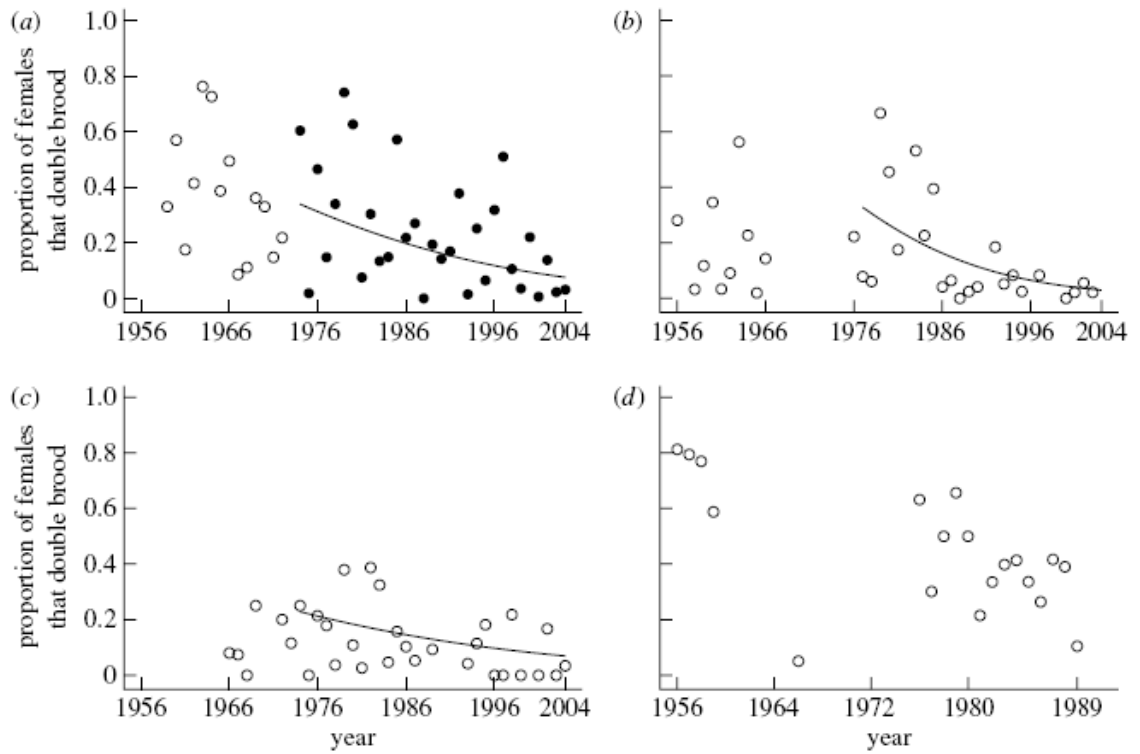 (a)
1.0
0.8
0.6
0.4
0.2
0
proportion of females
that double brood
1956 1966 1976 1986 1996 2004
(b)
1956 1966 1976 1986 1996 2004
(c)
1.0
0.8
0.6
0.4
0.2
0
proportion of females
that double brood
1956 1966 1976 1986 1996 2004
year
(d)
1956 1964 1972 1980 1989
year